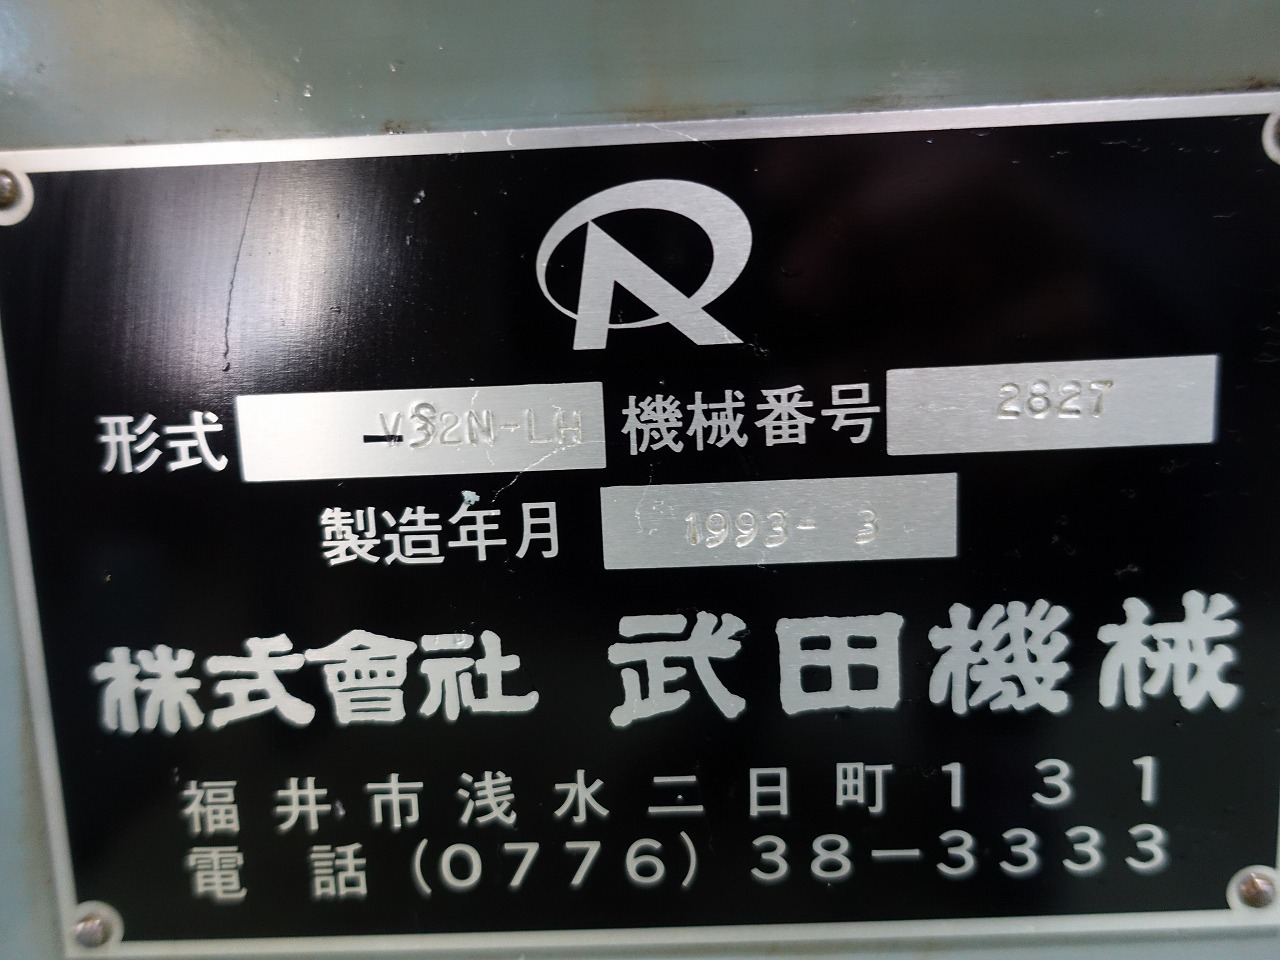 形式 V32N-LH 機械番号 2827
製造年月 1993- 3
株式會社 武田機械
福井市浅水二日町131
電話(0776)38-3333